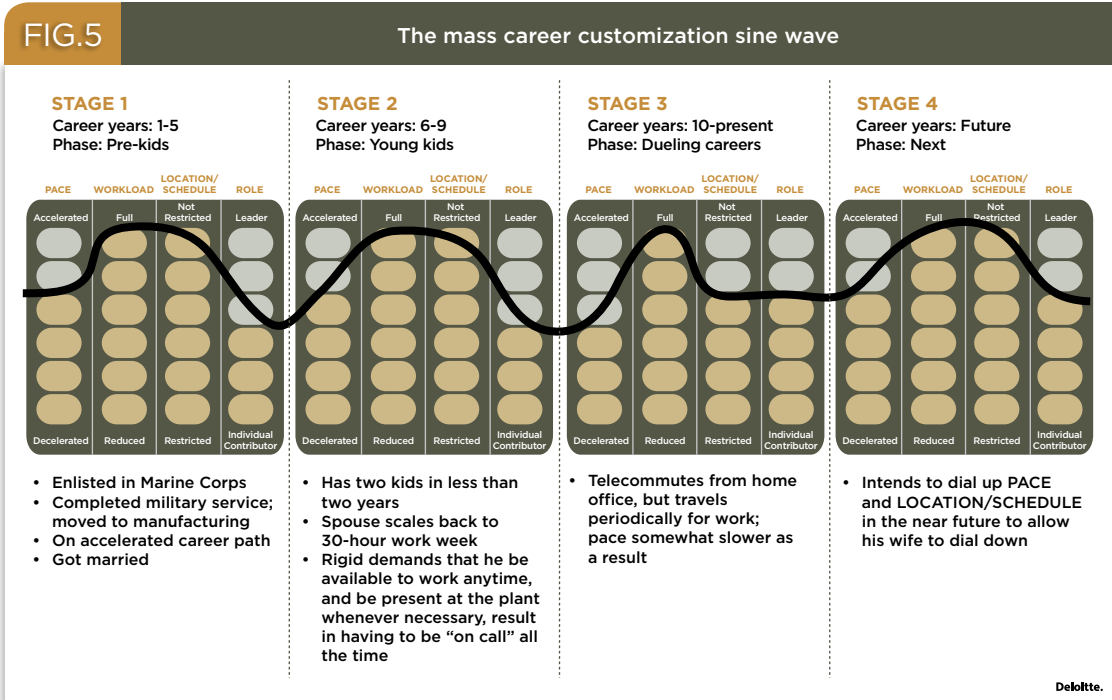 FIG.5
The mass career customization sine wave
STAGE 1
Career years: 1-5
Phase: Pre-kids
PACE WORKLOAD LOCATION/ SCHEDULE ROLE
Accelerated Full Not Restricted Leader
Decelerated Reduced Restricted Individual Contributor
• Enlisted in Marine Corps
• Completed military service;
moved to manufacturing
• On accelerated career path
• Got married
STAGE 2
Career years: 6-9
Phase: Young kids
PACE WORKLOAD LOCATION/ SCHEDULE ROLE
Accelerated Full Not Restricted Leader
Decelerated Reduced Restricted Individual Contributor
• Has two kids in less than
two years
• Spouse scales back to
30-hour work week
• Rigid demands that he be
available to work anytime,
and be present at the plant
whenever necessary, result
in having to be “on call” all
the time
STAGE 3
Career years: 10-present
Phase: Dueling careers
PACE WORKLOAD LOCATION/ SCHEDULE ROLE
Accelerated Full Not Restricted Leader
Decelerated Reduced Restricted Individual Contributor
• Telecommutes from home
office, but travels
periodically for work;
pace somewhat slower as
a result
STAGE 4
Career years: Future
Phase: Next
PACE WORKLOAD LOCATION/ SCHEDULE ROLE
Accelerated Full Not Restricted Leader
Decelerated Reduced Restricted Individual Contributor
• Intends to dial up PACE
and LOCATION/SCHEDULE
in the near future to allow
his wife to dial down
Deloitte.